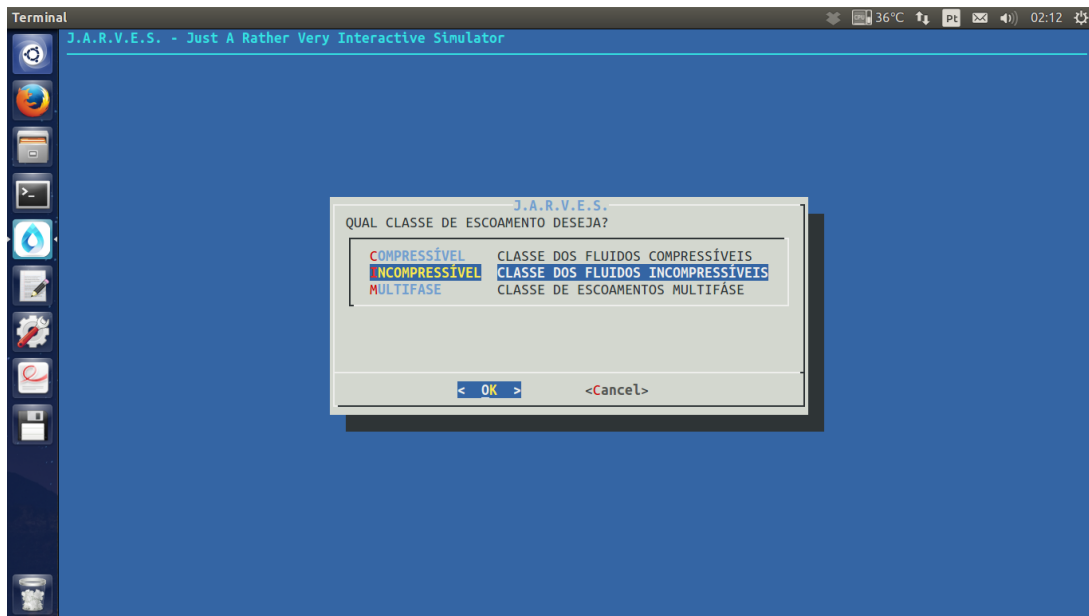 Terminal
36°C Pt 02:12
J.A.R.V.E.S. - Just A Rather Very Interactive Simulator
J.A.R.V.E.S.
QUAL CLASSE DE ESCOAMENTO DESEJA?
COMPRESSÍVEL CLASSE DOS FLUIDOS COMPRESSÍVEIS
INCOMPRESSÍVEL CLASSE DOS FLUIDOS INCOMPRESSÍVEIS
MULTIFASE CLASSE DE ESCOAMENTOS MULTIFÁSE
< OK > <Cancel>